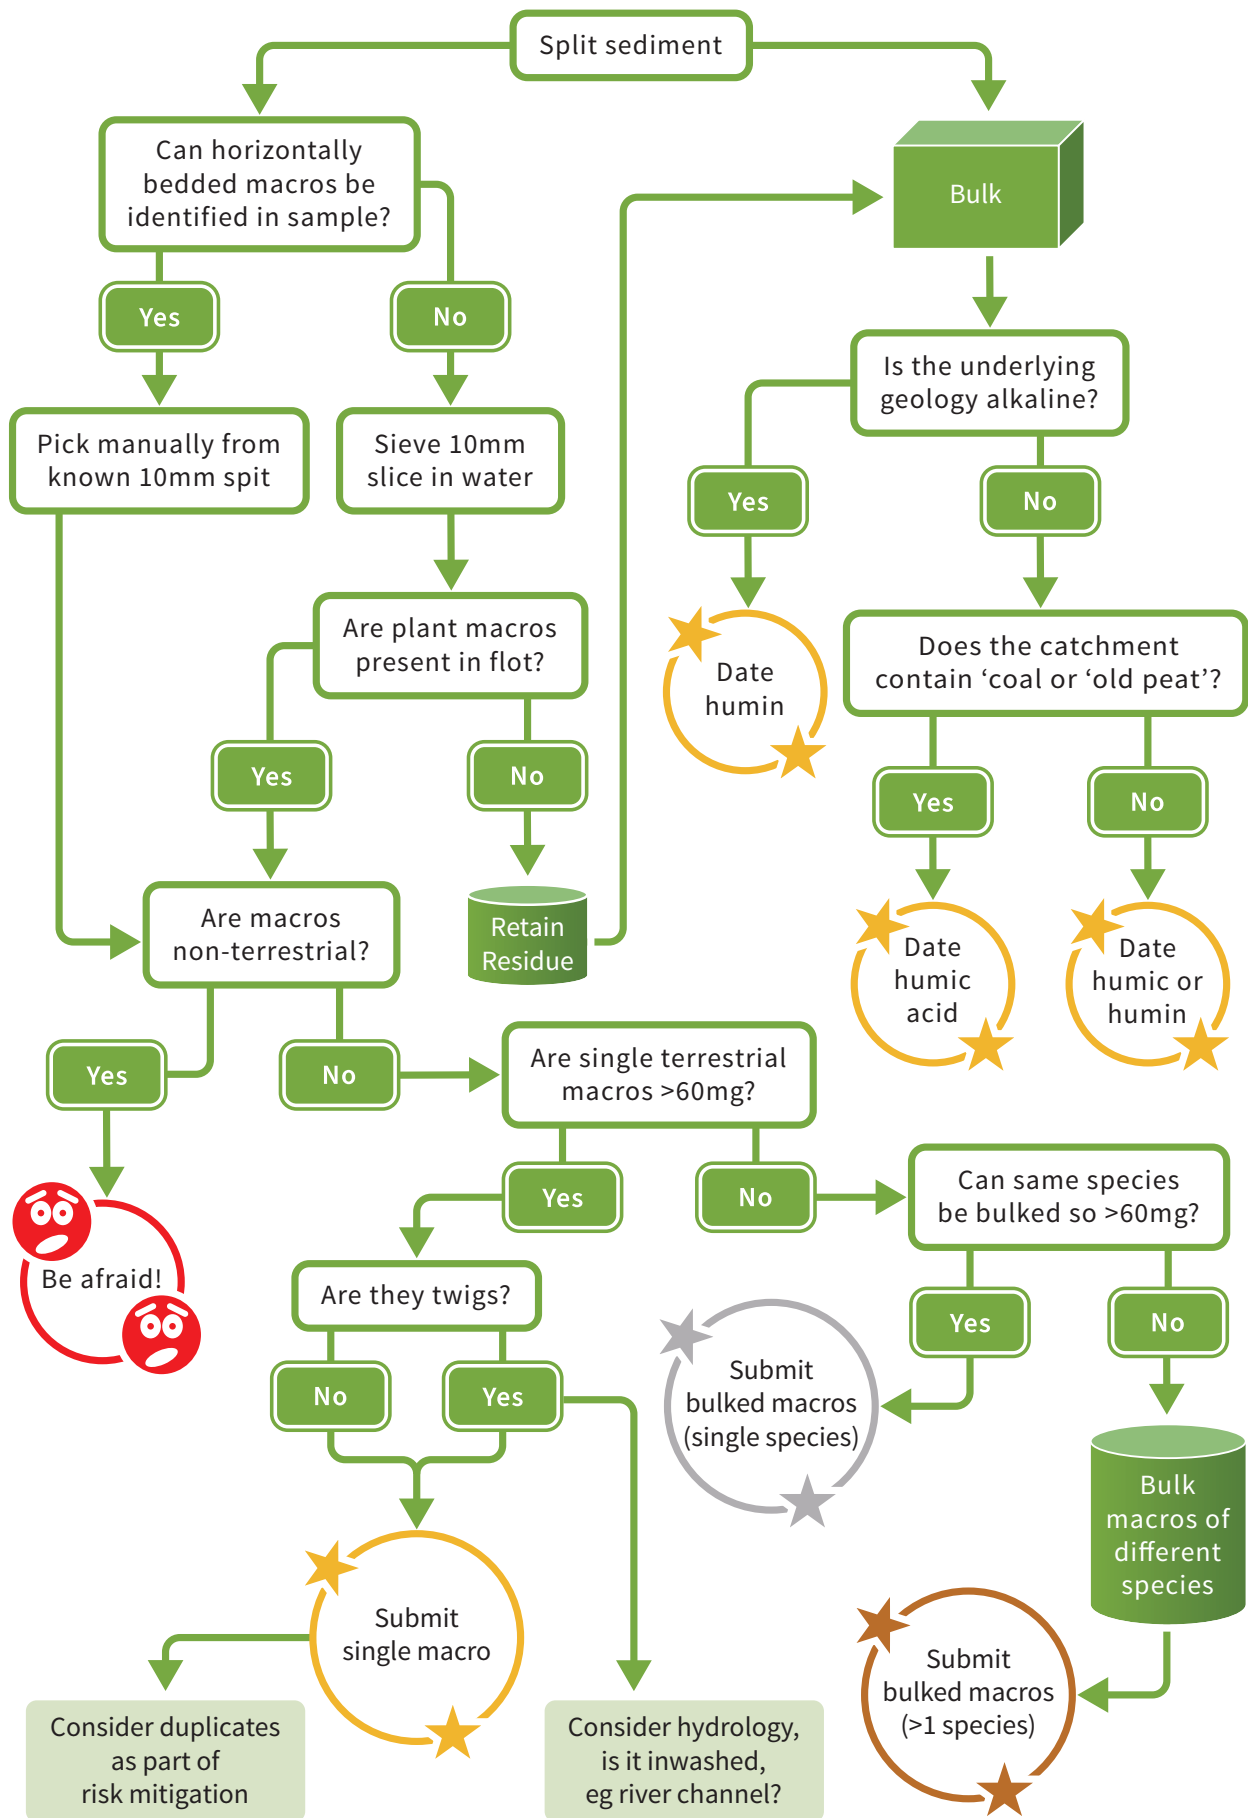 Split sediment
Can horizontally
bedded macros be
identified in sample?
Bulk
Yes
No
Is the underlying
geology alkaline?
Pick manually from
known 10mm spit
Sieve 10mm
slice in water
Yes
No
Are plant macros
present in flot?
Date
humin
Does the catchment
contain ‘coal or ‘old peat’?
Yes
No
Yes
No
Are macros
non-terrestrial?
Retain
Residue
Date
humic
acid
Date
humic or
humin
Yes
No
Are single terrestrial
macros >60mg?
Yes
No
Can same species
be bulked so >60mg?
Be afraid!
Are they twigs?
Yes
No
No
Yes
Submit
bulked macros
(single species)
Bulk
macros of
different
species
Submit
single macro
Submit
bulked macros
(>1 species)
Consider duplicates
as part of
risk mitigation
Consider hydrology,
is it inwashed,
eg river channel?